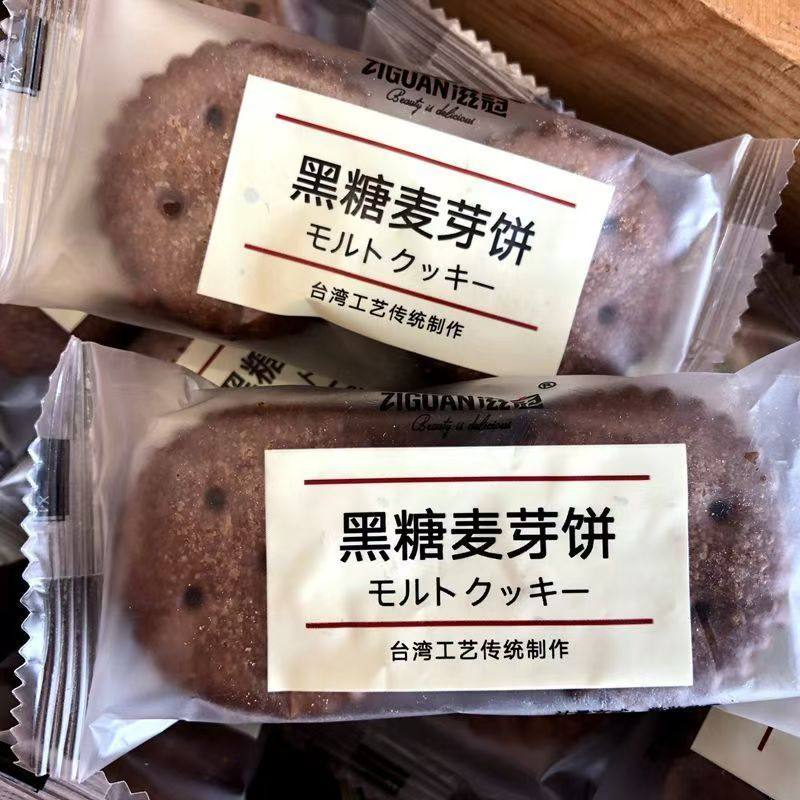 ZIGUAN滋冠
Beauty is delicious
黑糖麦芽饼
モルトクッキー
台湾工艺传统制作
黑糖
ZIGUAN滋冠®
Beauty is delicious
黑糖麦芽饼
モルトクッキー
台湾工艺传统制作